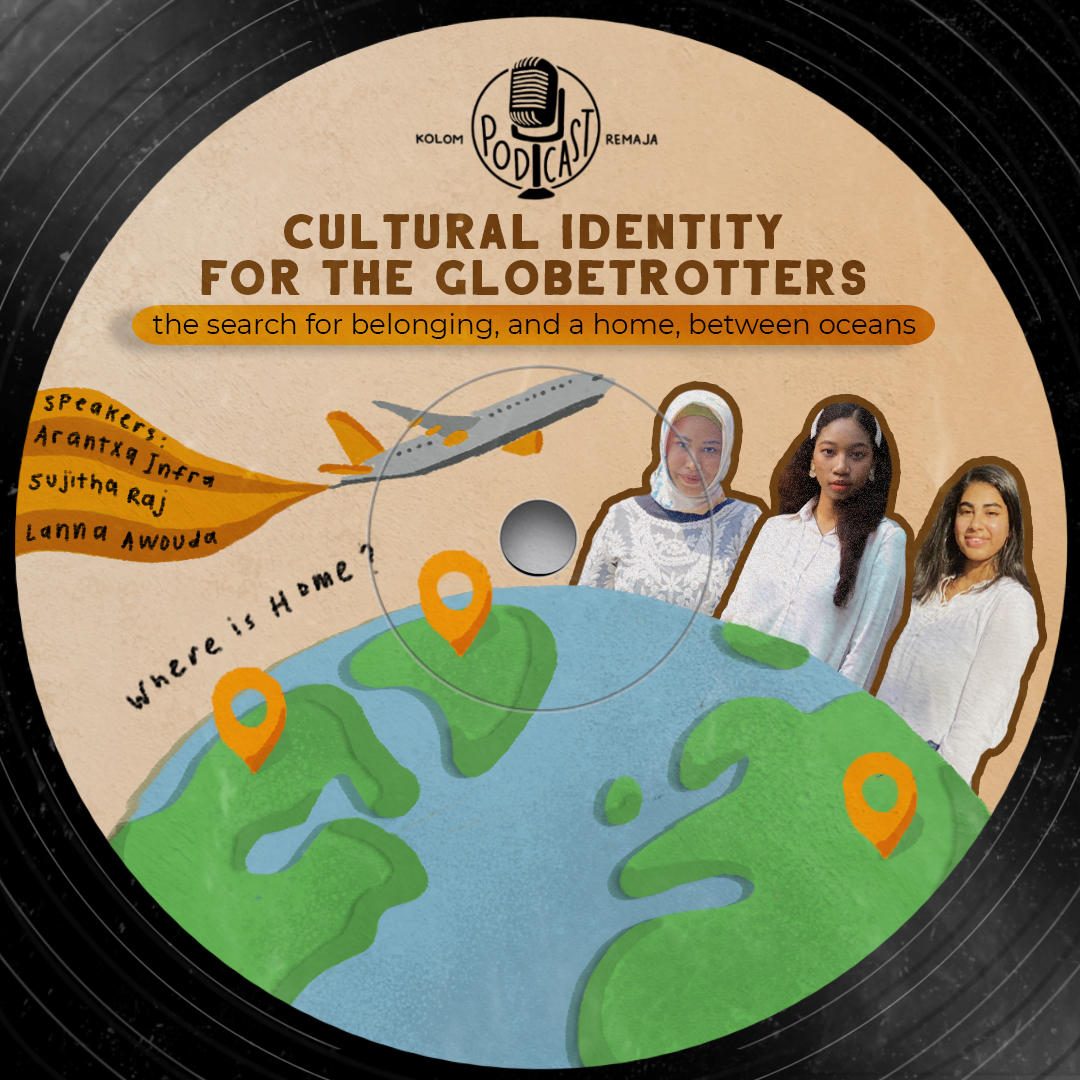 KOLOM PODCAST REMAJA
CULTURAL IDENTITY
FOR THE GLOBETROTTERS
the search for belonging, and a home, between oceans
speakers:
Arantxa Infra
Sujitha Raj
Lanna Awouda
Where is Home?